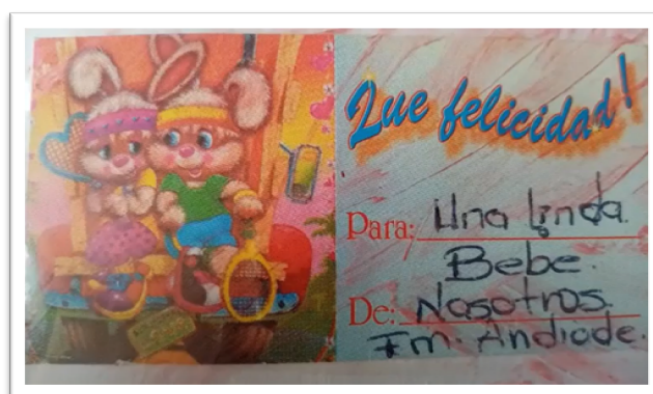 Que felicidad!
Para: Una linda
Bebe.
De: Nosotros.
Fm. Andiode.